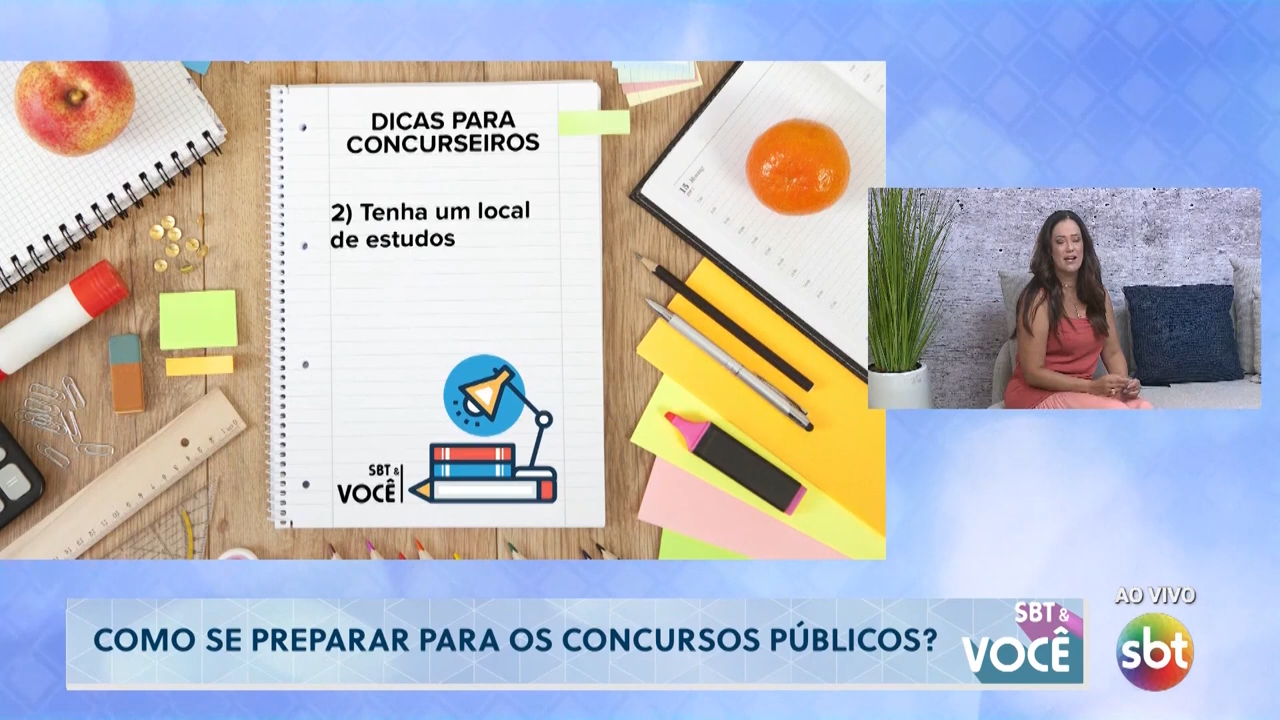 DICAS PARA
CONCURSEIROS
2) Tenha um local
de estudos
SBT &
VOCÊ
15
COMO SE PREPARAR PARA OS CONCURSOS PÚBLICOS?
SBT &
VOCÊ
AO VIVO
sbt